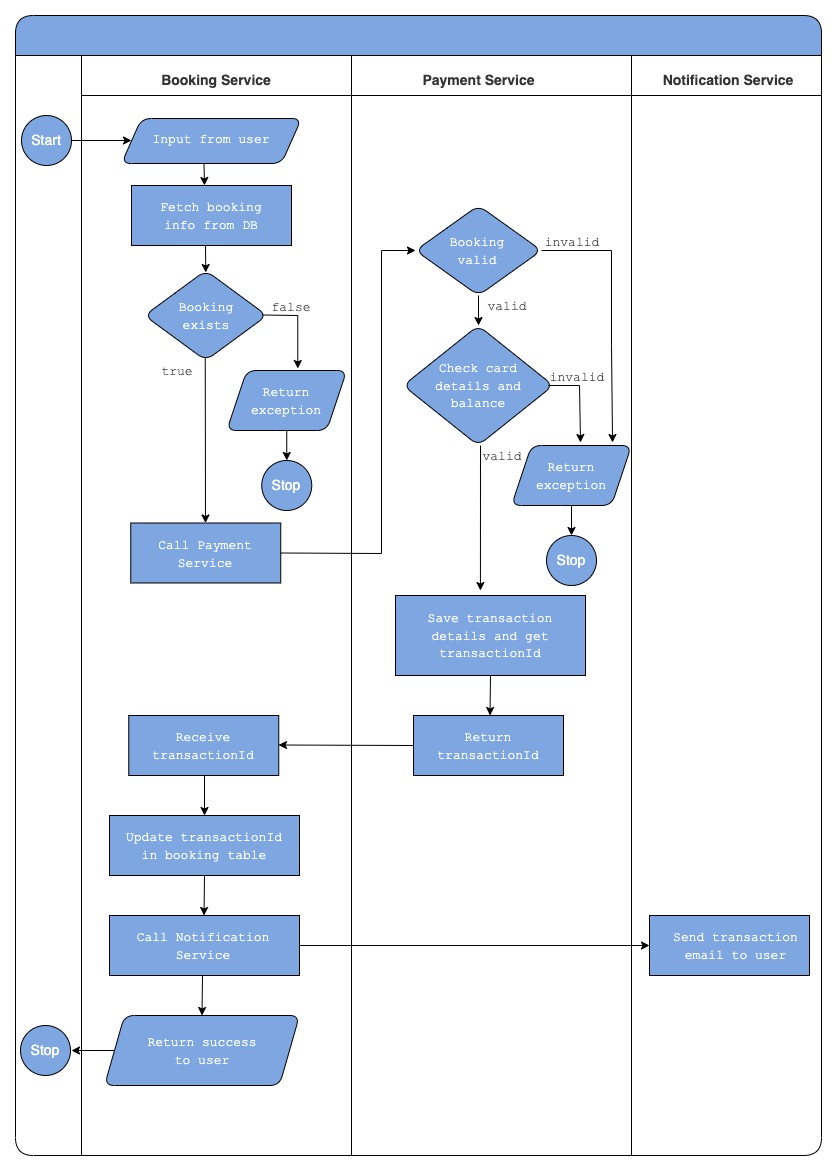 Booking Service
Payment Service
Notification Service
Start
Input from user
Fetch booking
info from DB
Booking
exists
false
true
Return
exception
Stop
Call Payment
Service
Booking
valid
invalid
valid
Check card
details and
balance
invalid
valid
Return
exception
Stop
Save transaction
details and get
transactionId
Return
transactionId
Receive
transactionId
Update transactionId
in booking table
Call Notification
Service
Send transaction
email to user
Return success
to user
Stop